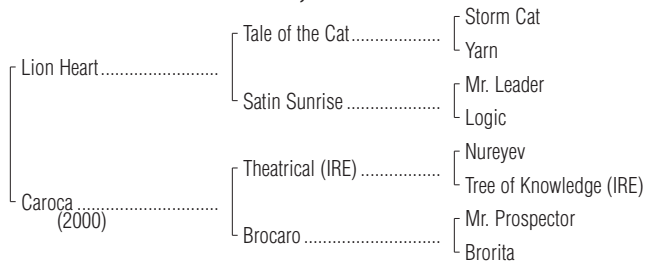 Storm Cat
Tale of the Cat..................
Yarn
Lion Heart........................
Mr. Leader
Satin Sunrise ...................
Logic
Nureyev
Theatrical (IRE) ................
Tree of Knowledge (IRE)
Caroca .............................
(2000)
Mr. Prospector
Brocaro ............................
Brorita